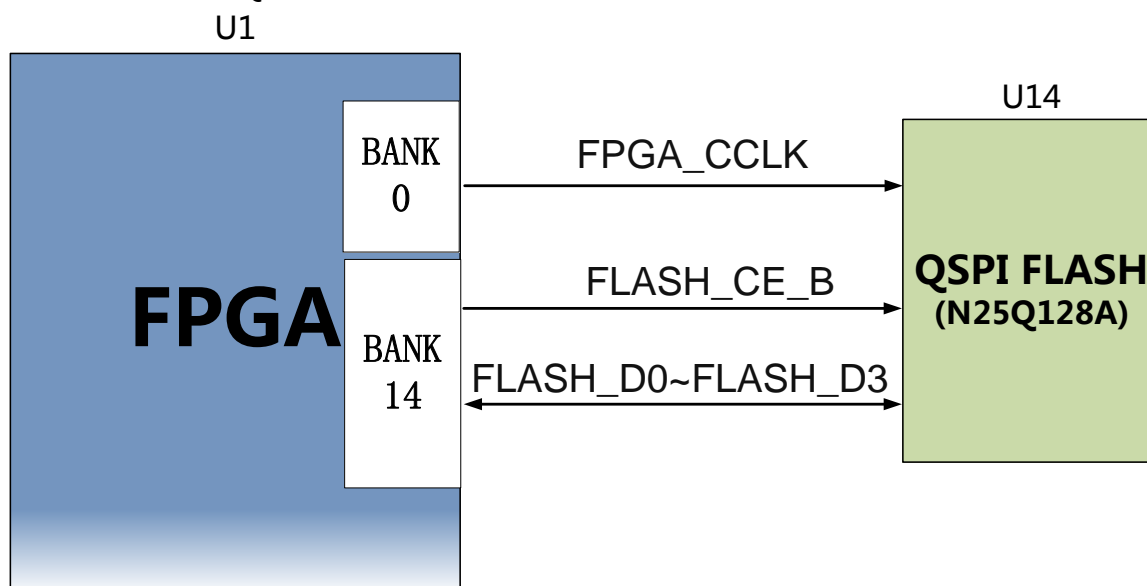 U1
U14
FPGA
BANK
0
BANK
14
FPGA_CCLK
FLASH_CE_B
FLASH_D0~FLASH_D3
QSPI FLASH
(N25Q128A)